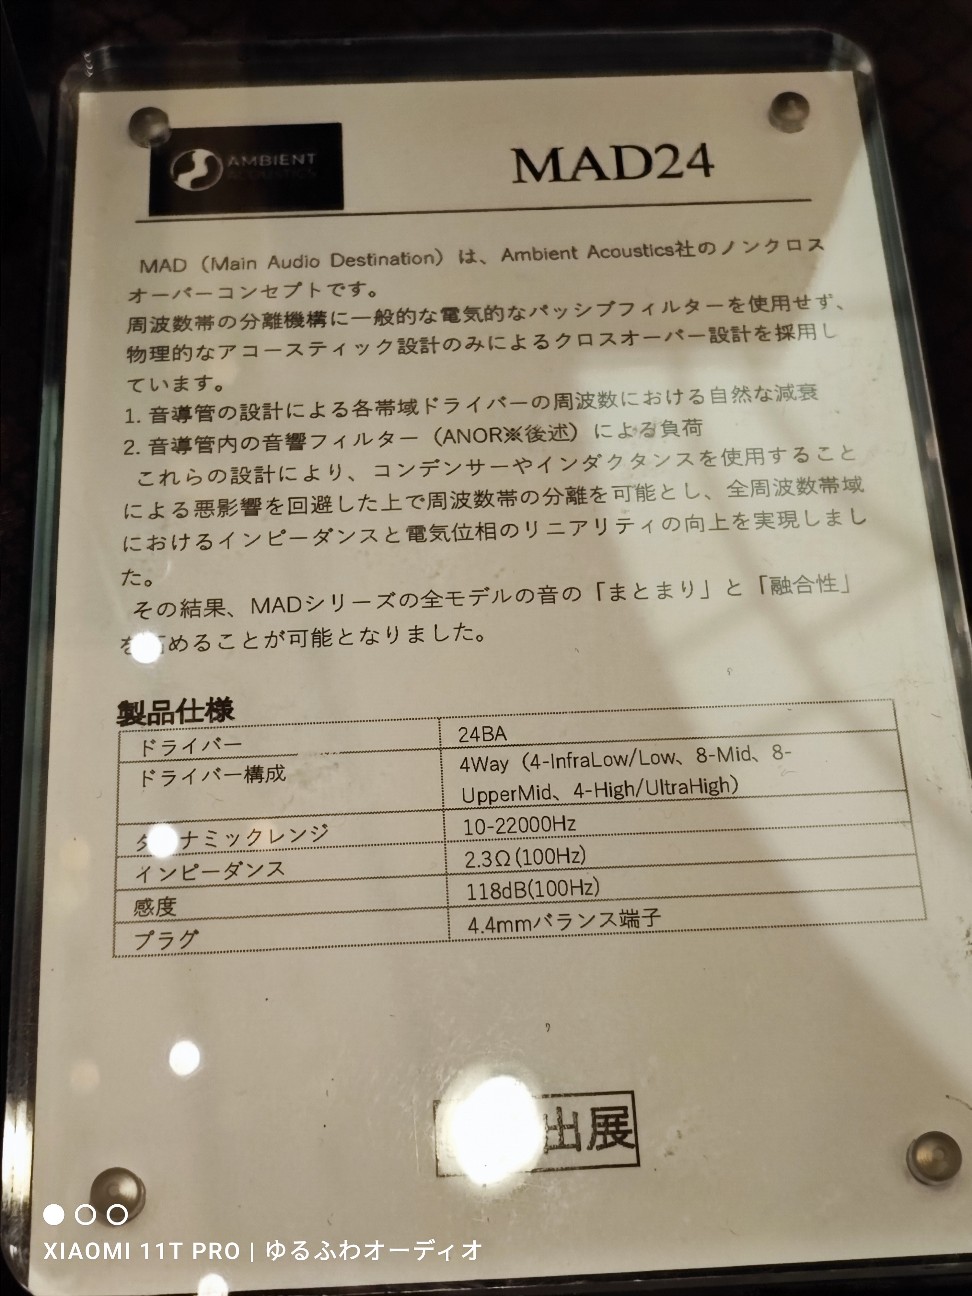 AMBIENT
ACOUSTICS
MAD24
MAD（Main Audio Destination）は、Ambient Acoustics社のノンクロス
オーバーコンセプトです。
周波数帯の分離機構に一般的な電気的なパッシブフィルターを使用せず、
物理的なアコースティック設計のみによるクロスオーバー設計を採用し
ています。
1. 音導管の設計による各帯域ドライバーの周波数における自然な減衰
2. 音導管内の音響フィルター（ANOR※後述）による負荷
これらの設計により、コンデンサーやインダクタンスを使用すること
による悪影響を回避した上で周波数帯の分離を可能とし、全周波数帯域
におけるインピーダンスと電気位相のリニアリティの向上を実現しまし
た。
その結果、MADシリーズの全モデルの音の「まとまり」と「融合性」
を高めることが可能となりました。
製品仕様
ドライバー 24BA
ドライバー構成 4Way（4-InfraLow/Low、8-Mid、8-
UpperMid、4-High/UltraHigh）
ダイナミックレンジ 10-22000Hz
インピーダンス 2.3Ω(100Hz)
感度 118dB(100Hz)
プラグ 4.4mmバランス端子
出展
XIAOMI 11T PRO | ゆるふわオーディオ